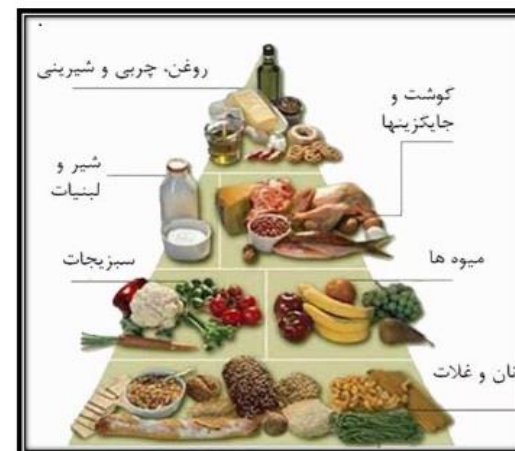 روغن، چربی و شیرینی
گوشت و
جایگزینها
شیر و
لبنیات
سبزیجات
میوه ها
نان و غلات